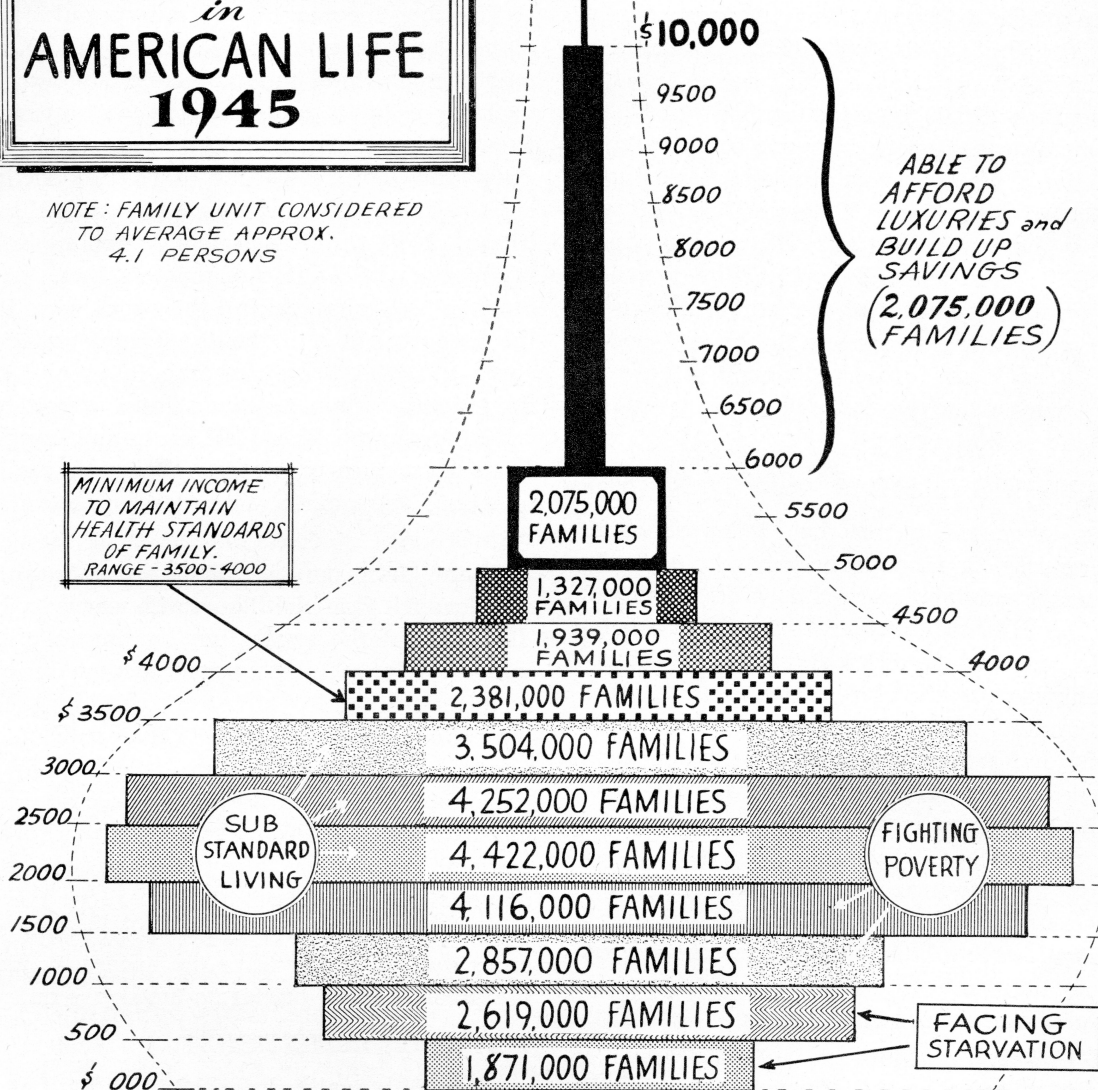 in
AMERICAN LIFE
1945
NOTE: FAMILY UNIT CONSIDERED
TO AVERAGE APPROX.
4.1 PERSONS
$10,000
9500
9000
8500
8000
7500
7000
6500
6000
5500
5000
4500
4000
ABLE TO
AFFORD
LUXURIES and
BUILD UP
SAVINGS
(2,075,000
FAMILIES)
MINIMUM INCOME
TO MAINTAIN
HEALTH STANDARDS
OF FAMILY.
RANGE - 3500-4000
2,075,000
FAMILIES
1,327,000
FAMILIES
1,939,000
FAMILIES
2,381,000 FAMILIES
3,504,000 FAMILIES
4,252,000 FAMILIES
4,422,000 FAMILIES
4,116,000 FAMILIES
2,857,000 FAMILIES
2,619,000 FAMILIES
1,871,000 FAMILIES
$4000
$3500
3000
2500
2000
1500
1000
500
$ 000
SUB
STANDARD
LIVING
FIGHTING
POVERTY
FACING
STARVATION